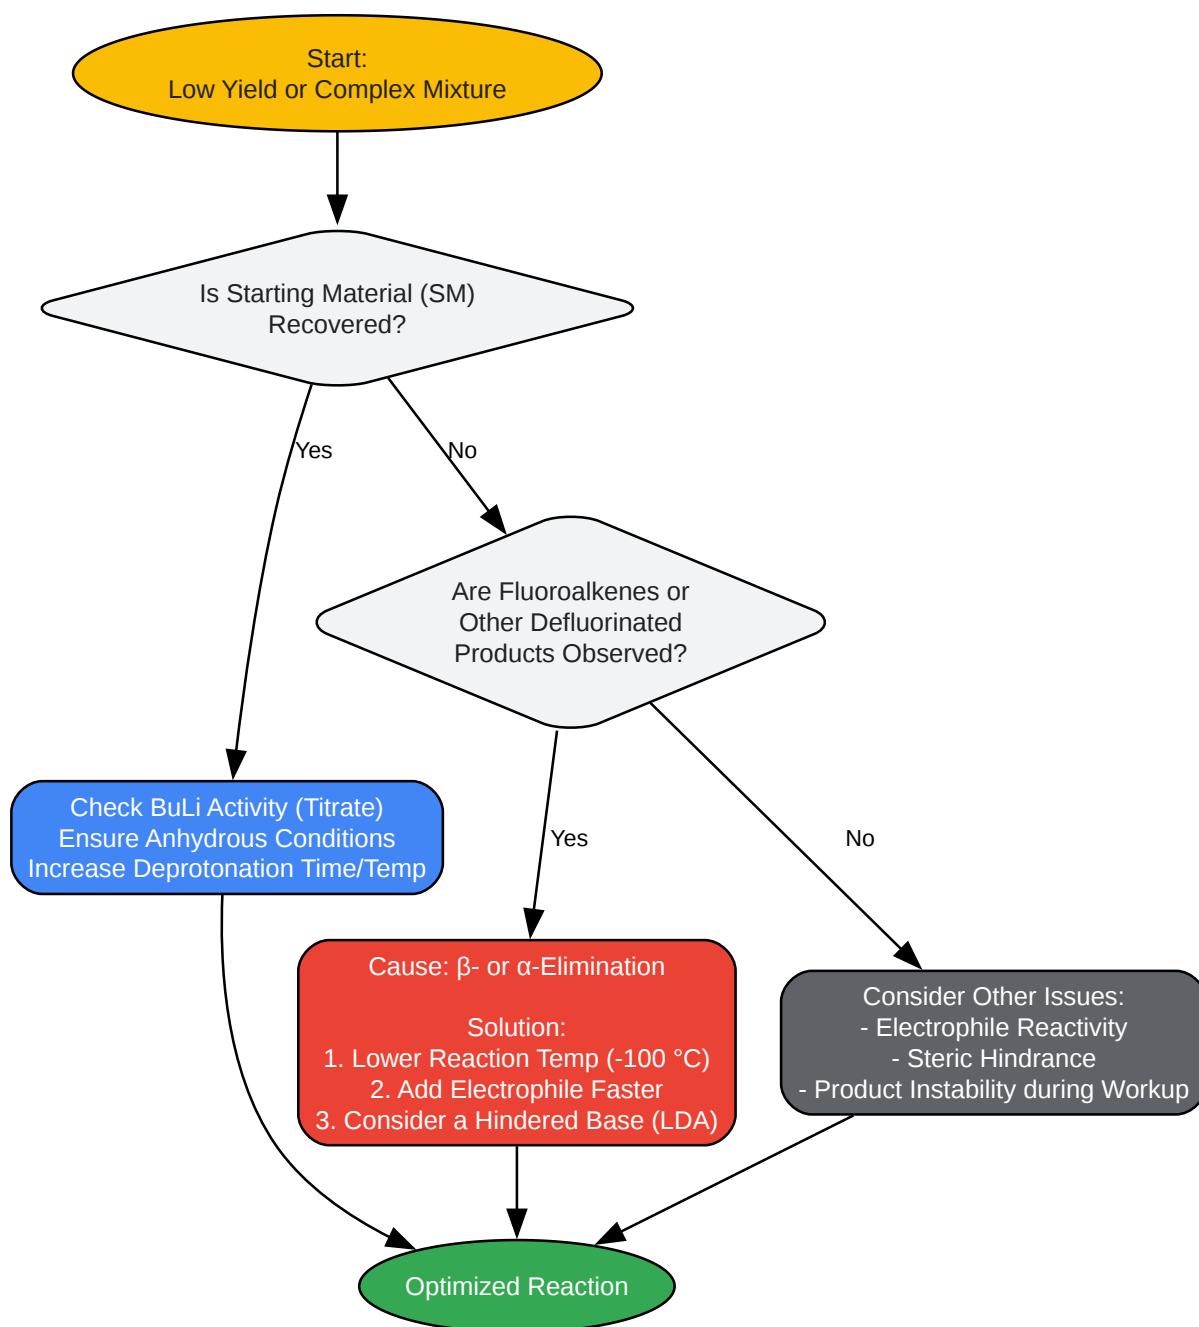 Start:
Low Yield or Complex Mixture
Is Starting Material (SM)
Recovered?
Yes
No
Are Fluoroalkenes or
Other Defluorinated
Products Observed?
Check BuLi Activity (Titrate)
Ensure Anhydrous Conditions
Increase Deprotonation Time/Temp
Yes
No
Cause: β- or α-Elimination
Solution:
1. Lower Reaction Temp (-100 °C)
2. Add Electrophile Faster
3. Consider a Hindered Base (LDA)
Consider Other Issues:
- Electrophile Reactivity
- Steric Hindrance
- Product Instability during Workup
Optimized Reaction